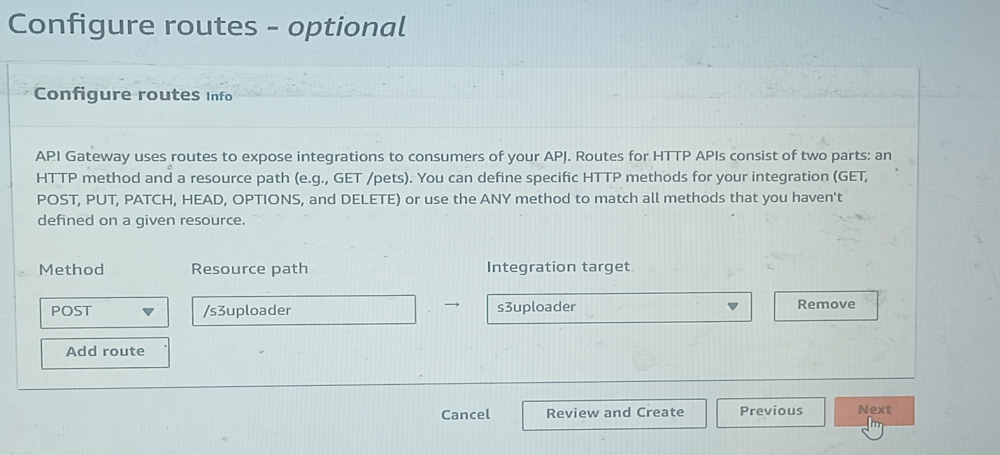 Configure routes - optional
Configure routes Info
API Gateway uses routes to expose integrations to consumers of your API. Routes for HTTP APIs consist of two parts: an
HTTP method and a resource path (e.g., GET /pets). You can define specific HTTP methods for your integration (GET,
POST, PUT, PATCH, HEAD, OPTIONS, and DELETE) or use the ANY method to match all methods that you haven't
defined on a given resource.
Method Resource path Integration target
POST /s3uploader → s3uploader Remove
Add route
Cancel Review and Create Previous Next